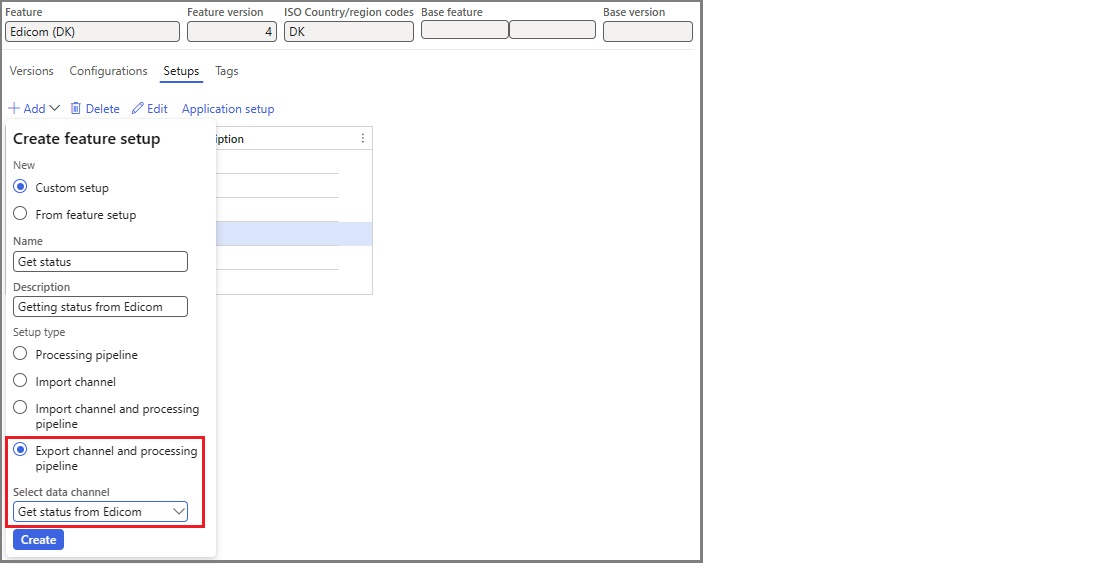 Feature Feature version ISO Country/region codes Base feature Base version
Edicom (DK) 4 DK
Versions Configurations Setups Tags
Add Delete Edit Application setup
Create feature setup iption
New
Custom setup
From feature setup
Name
Get status
Description
Getting status from Edicom
Setup type
Processing pipeline
Import channel
Import channel and processing
pipeline
Export channel and processing
pipeline
Select data channel
Get status from Edicom
Create